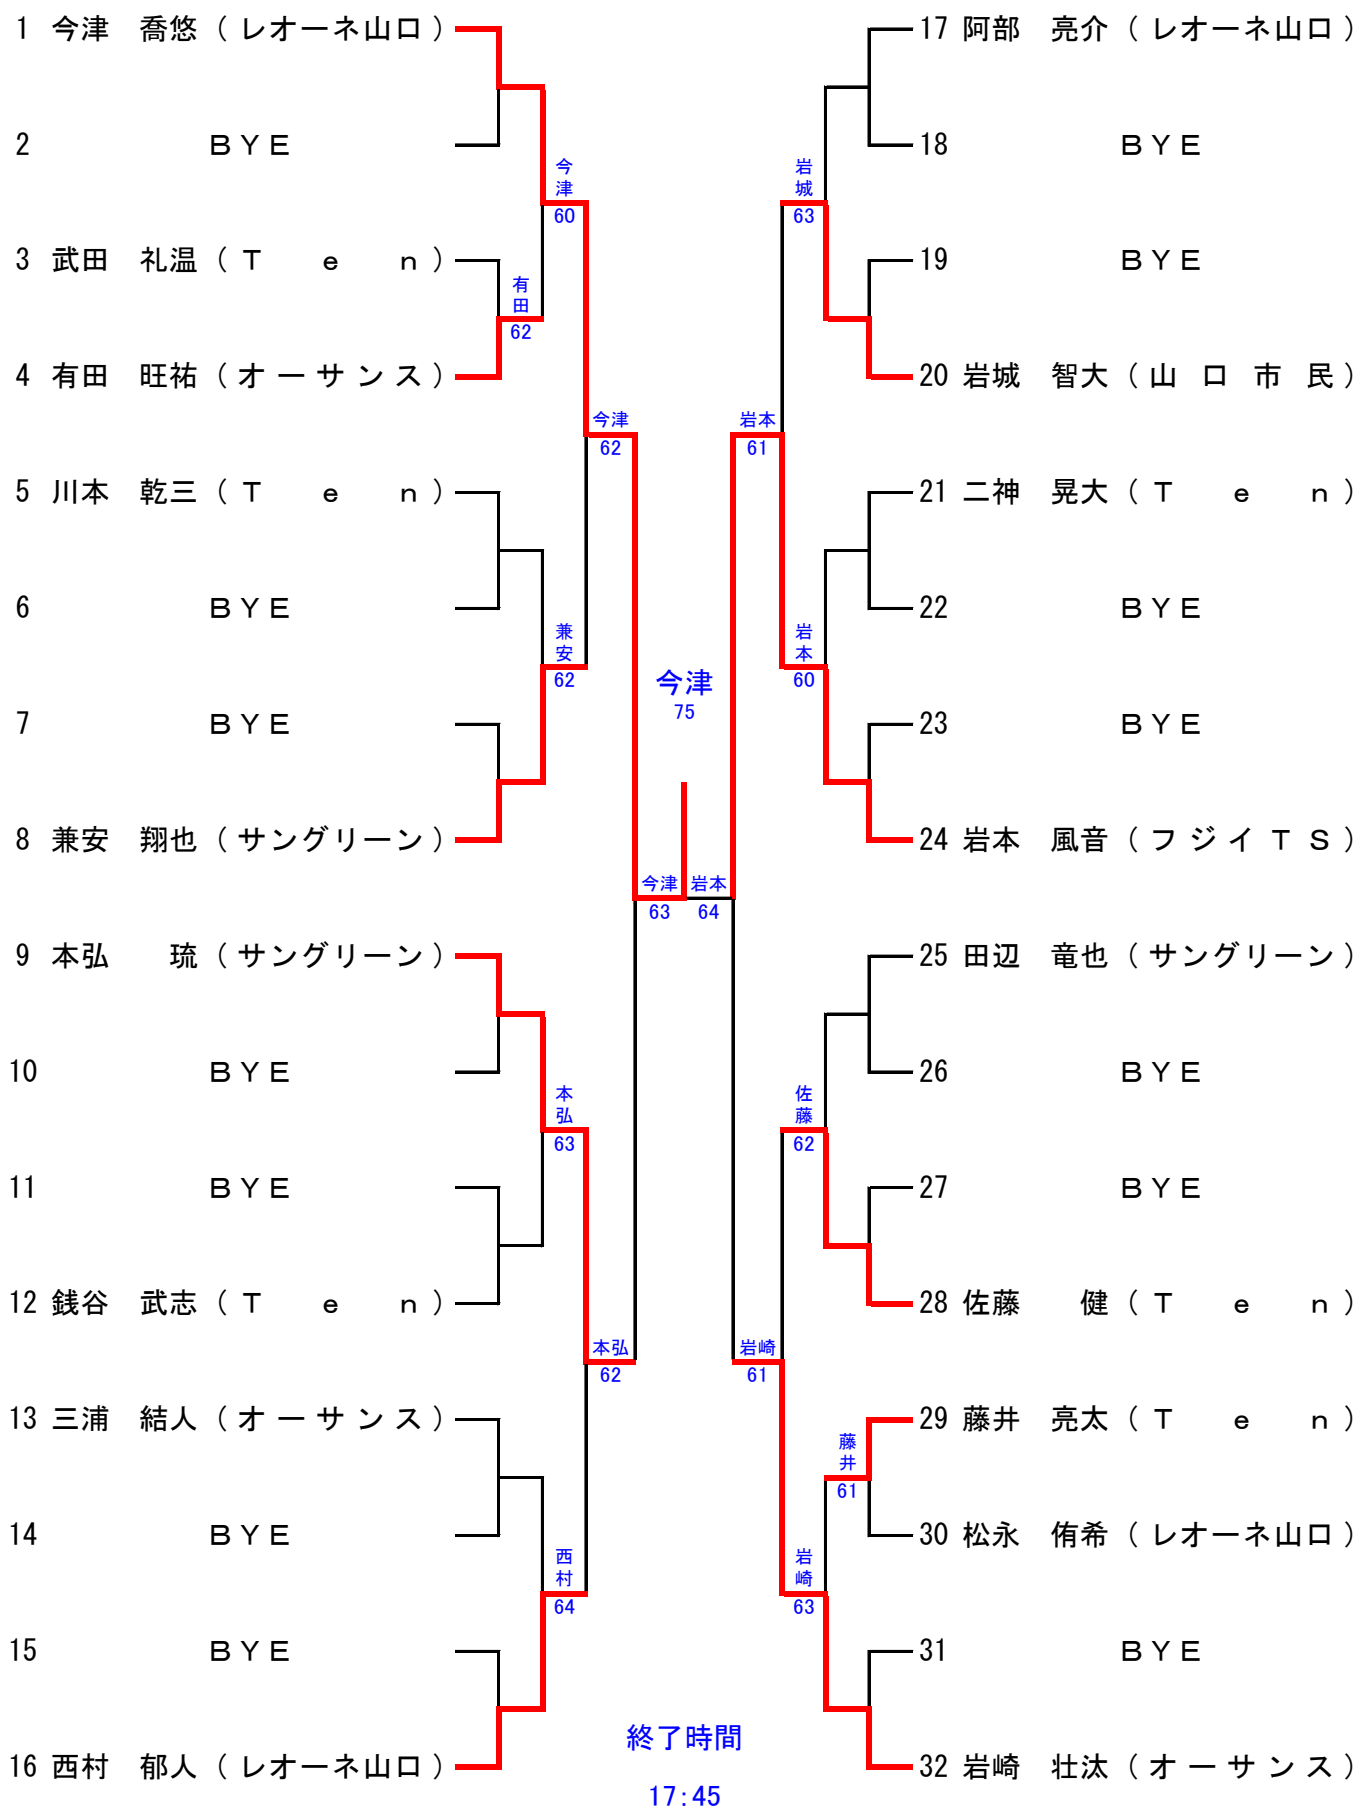 1 今津　喬悠（レオーネ山口）
2 ＢＹＥ
3 武田　礼温（Ｔ　ｅ　ｎ）
4 有田　旺祐（オーサンス）
5 川本　乾三（Ｔ　ｅ　ｎ）
6 ＢＹＥ
7 ＢＹＥ
8 兼安　翔也（サングリーン）
9 本弘　琉（サングリーン）
10 ＢＹＥ
11 ＢＹＥ
12 銭谷　武志（Ｔ　ｅ　ｎ）
13 三浦　結人（オーサンス）
14 ＢＹＥ
15 ＢＹＥ
16 西村　郁人（レオーネ山口）
有田
62
今津
60
兼安
62
本弘
63
西村
64
今津
62
本弘
62
今津
63
今津
75
岩本
64
岩本
61
岩崎
61
岩城
63
岩本
60
佐藤
62
岩崎
63
藤井
61
17 阿部　亮介（レオーネ山口）
18 ＢＹＥ
19 ＢＹＥ
20 岩城　智大（山口市民）
21 二神　晃大（Ｔ　ｅ　ｎ）
22 ＢＹＥ
23 ＢＹＥ
24 岩本　風音（フジイＴＳ）
25 田辺　竜也（サングリーン）
26 ＢＹＥ
27 ＢＹＥ
28 佐藤　健（Ｔ　ｅ　ｎ）
29 藤井　亮太（Ｔ　ｅ　ｎ）
30 松永　侑希（レオーネ山口）
31 ＢＹＥ
32 岩崎　壮汰（オーサンス）
終了時間
17:45